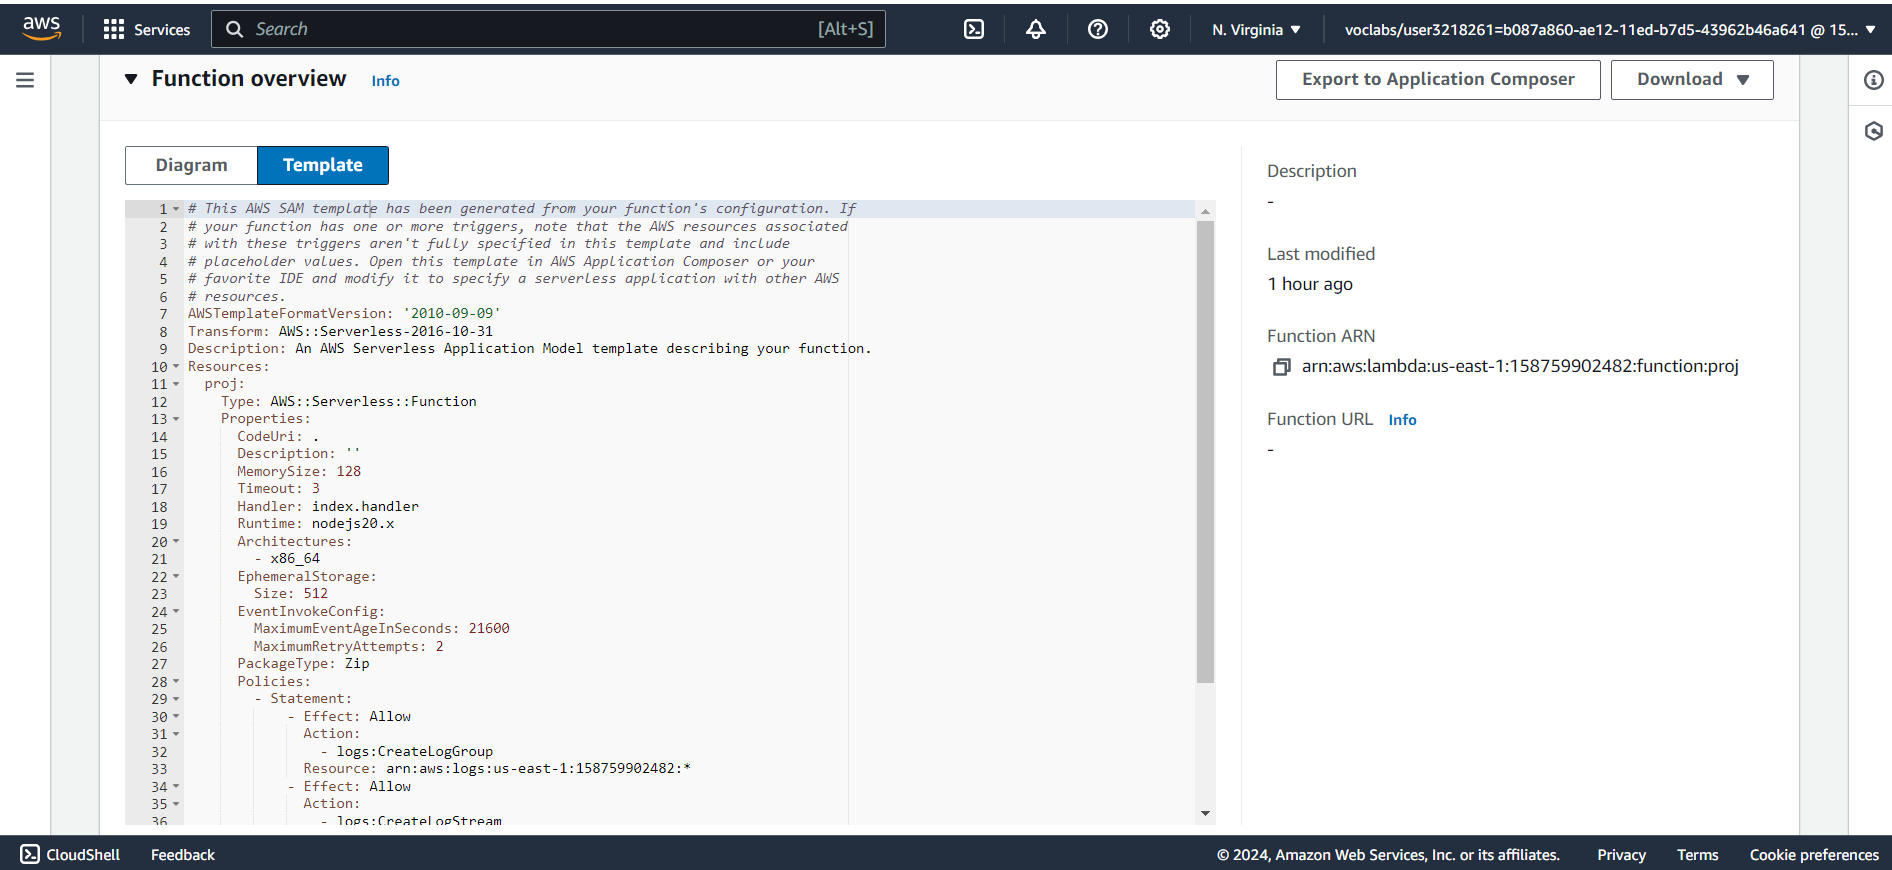 aws
Services
Search
[Alt+S]
N. Virginia
voclabs/user3218261=b087a860-ae12-11ed-b7d5-43962b46a641 @ 15...
Function overview
Info
Export to Application Composer
Download
Diagram
Template
1 # This AWS SAM template has been generated from your function's configuration. If
2 # your function has one or more triggers, note that the AWS resources associated
3 # with these triggers aren't fully specified in this template and include
4 # placeholder values. Open this template in AWS Application Composer or your
5 # favorite IDE and modify it to specify a serverless application with other AWS
6 # resources.
7 AWSTemplateFormatVersion: '2010-09-09'
8 Transform: AWS::Serverless-2016-10-31
9 Description: An AWS Serverless Application Model template describing your function.
10 Resources:
11 proj:
12 Type: AWS::Serverless::Function
13 Properties:
14 CodeUri: .
15 Description: ''
16 MemorySize: 128
17 Timeout: 3
18 Handler: index.handler
19 Runtime: nodejs20.x
20 Architectures:
21 - x86_64
22 EphemeralStorage:
23 Size: 512
24 EventInvokeConfig:
25 MaximumEventAgeInSeconds: 21600
26 MaximumRetryAttempts: 2
27 PackageType: Zip
28 Policies:
29 - Statement:
30 - Effect: Allow
31 Action:
32 - logs:CreateLogGroup
33 Resource: arn:aws:logs:us-east-1:158759902482:*
34 - Effect: Allow
35 Action:
36 - logs:CreateLogStream
Description
-
Last modified
1 hour ago
Function ARN
arn:aws:lambda:us-east-1:158759902482:function:proj
Function URL Info
-
CloudShell
Feedback
© 2024, Amazon Web Services, Inc. or its affiliates.
Privacy
Terms
Cookie preferences